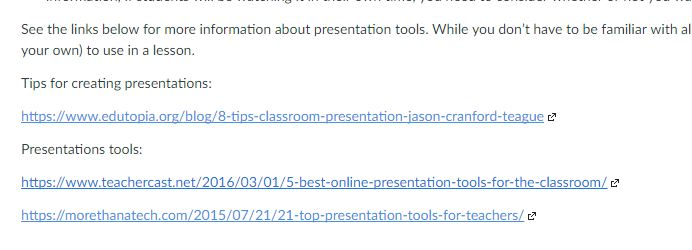 See the links below for more information about presentation tools. While you don't have to be familiar with al
your own) to use in a lesson.
Tips for creating presentations:
https://www.edutopia.org/blog/8-tips-classroom-presentation-jason-cranford-teague
Presentations tools:
https://www.teachercast.net/2016/03/01/5-best-online-presentation-tools-for-the-classroom/
https://morethanatech.com/2015/07/21/21-top-presentation-tools-for-teachers/